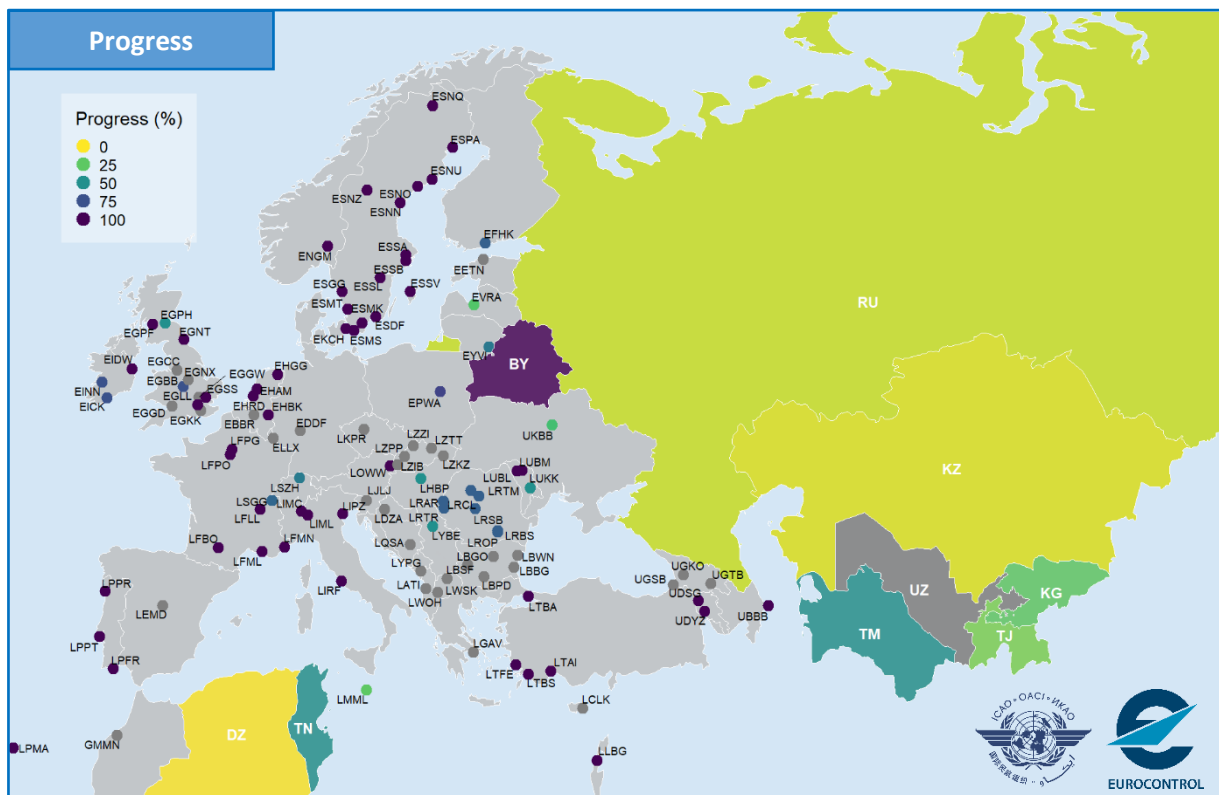 Progress
Progress (%)
0
25
50
75
100
ESNQ
ESPA
ESNU
ESNO
ESNZ
ESNN
EFHK
ENGM
ESSA
EETN
ESSB
ESGG
ESSL
ESSV
EVRA
ESMT
ESMK
ESDF
RU
EGPH
EGPF
EGNT
EKCH
ESMS
EYVI
BY
EIDW
EGCC
EGNX
EGGW
EHGG
EINN
EGBB
EGSS
EHAM
EGLL
EICK
EGGD
EHRD
EHBK
EPWA
EGKK
EBBR
EDDF
ELLX
UKBB
LKPR
LZZI
LZTT
LFPG
LZPP
LFPO
LOWW
LZIB
LZKZ
LUBM
LUBL
LUKK
KZ
LSZH
LHBP
LRTM
LSGG
LIMC
LJLJ
LRAR
LRCL
LIPZ
LFLL
LIML
LDZA
LRTR
LYBE
LRSB
LFBO
LFMN
LQSA
LROP
LRBS
LFML
LYPG
LBGO
LBWN
LBSF
LBBG
UGKO
UGTB
LATI
LBPD
UGSB
LPPR
LIRF
LWSK
UDSG
LEMD
LWOH
LTBA
UDYZ
UBBB
UZ
KG
TJ
TM
LPPT
LGAV
LPFR
LTFE
LTAI
LTBS
LMML
LCLK
DZ
TN
GMMN
LPMA
LLBG
ICAO · OACI · ИКАО
EUROCONTROL